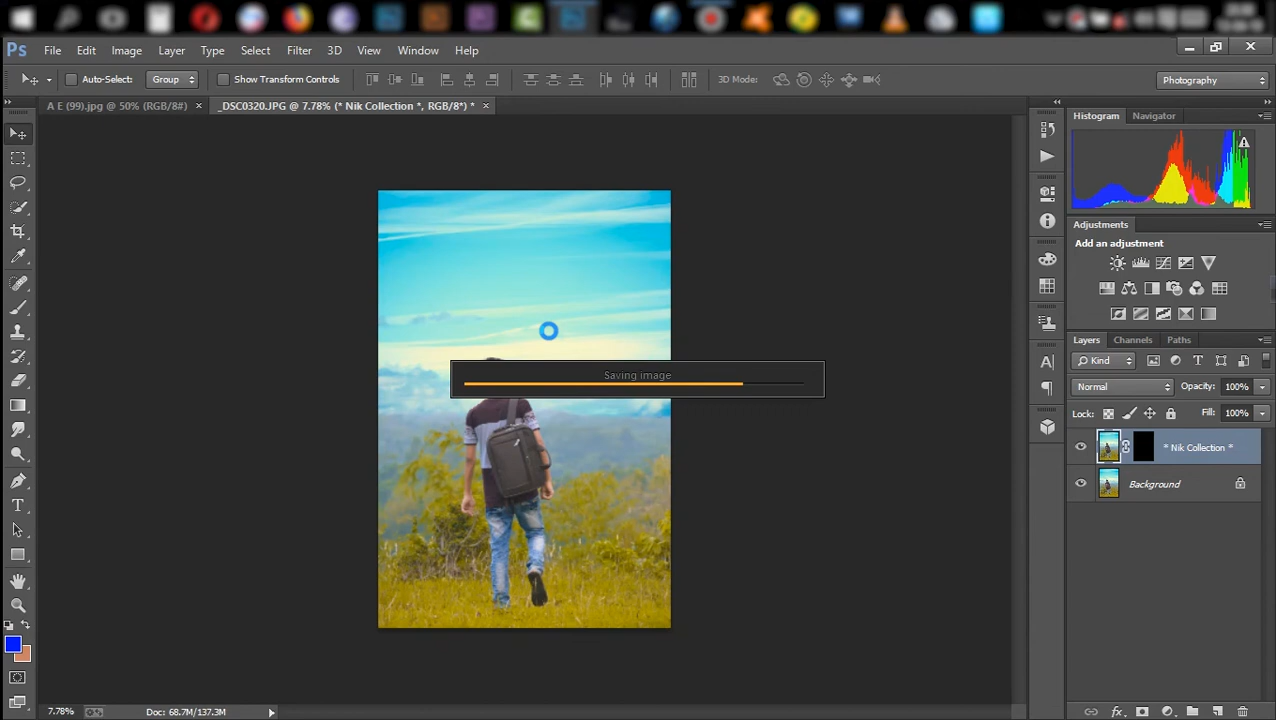 Ps File Edit Image Layer Type Select Filter 3D View Window Help
Auto-Select: Group Show Transform Controls 3D Mode: Photography
A E (99).jpg @ 50% (RGB/8#) × _DSC0320.JPG @ 7.78% (* Nik Collection *, RGB/8*) * ×
Histogram Navigator
Adjustments
Add an adjustment
Layers Channels Paths
Kind
Normal Opacity: 100%
Lock: Fill: 100%
* Nik Collection *
Background
Saving image
7.78% Doc: 68.7M/137.3M